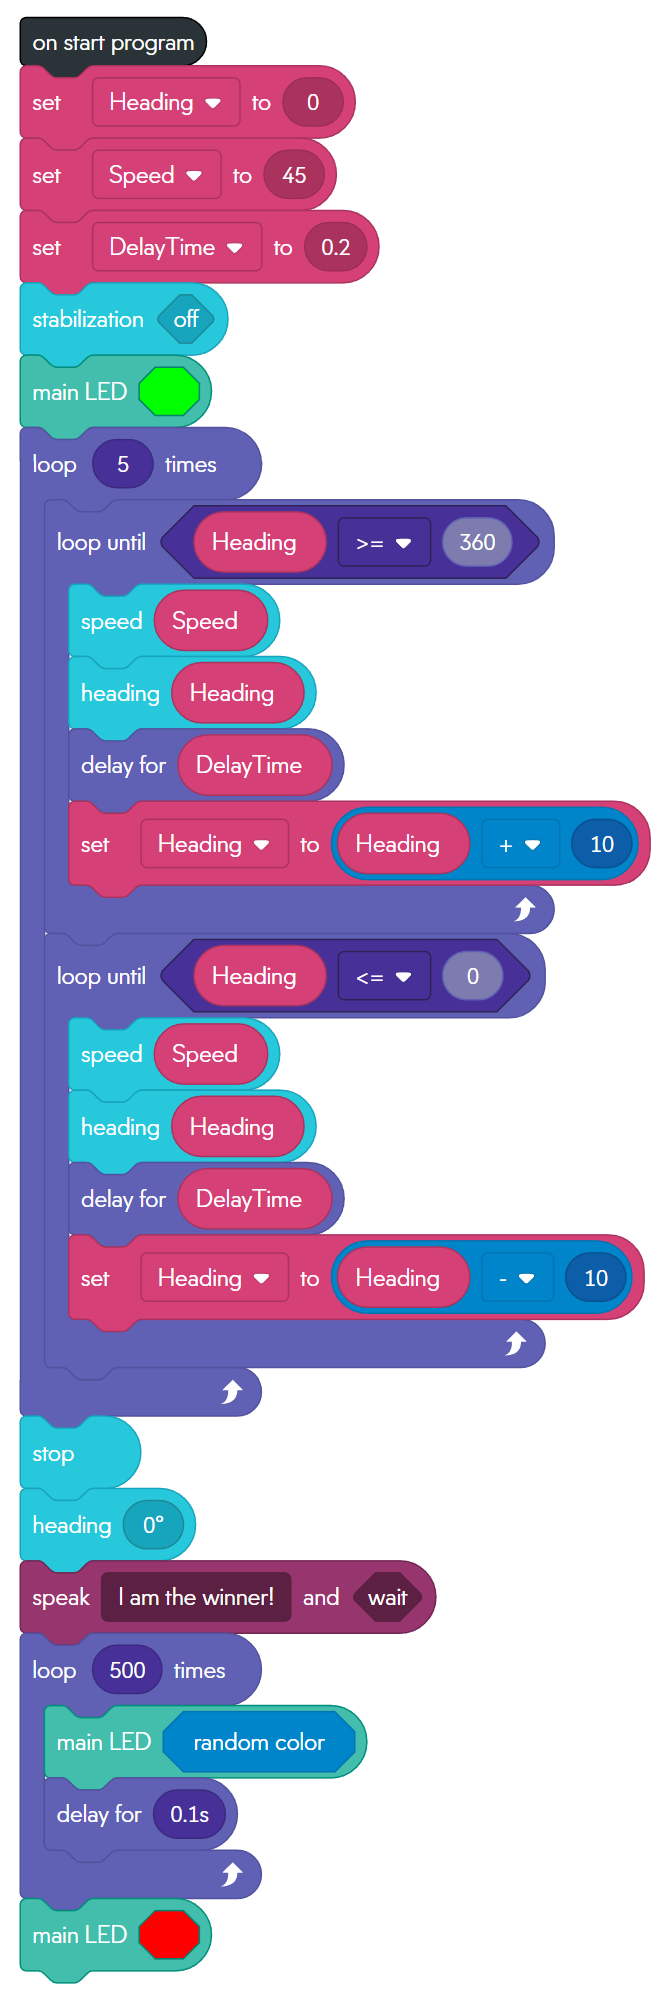 on start program
set Heading to 0
set Speed to 45
set DelayTime to 0.2
stabilization off
main LED
loop 5 times
loop until Heading >= 360
speed Speed
heading Heading
delay for DelayTime
set Heading to Heading + 10
loop until Heading <= 0
speed Speed
heading Heading
delay for DelayTime
set Heading to Heading - 10
stop
heading 0°
speak I am the winner! and wait
loop 500 times
main LED random color
delay for 0.1s
main LED